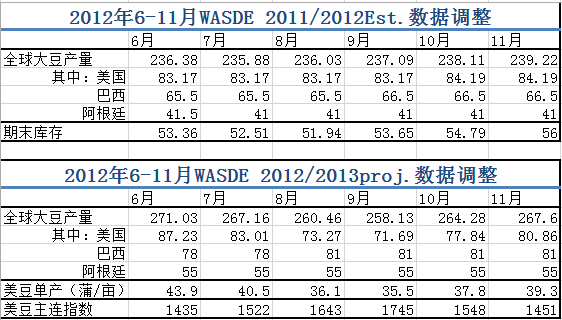 2012年6-11月WASDE 2011/2012Est.数据调整
6月 7月 8月 9月 10月 11月
全球大豆产量 236.38 235.88 236.03 237.09 238.11 239.22
其中：美国 83.17 83.17 83.17 83.17 84.19 84.19
巴西 65.5 65.5 65.5 66.5 66.5 66.5
阿根廷 41.5 41 41 41 41 41
期末库存 53.36 52.51 51.94 53.65 54.79 56
2012年6-11月WASDE 2012/2013proj.数据调整
6月 7月 8月 9月 10月 11月
全球大豆产量 271.03 267.16 260.46 258.13 264.28 267.6
其中：美国 87.23 83.01 73.27 71.69 77.84 80.86
巴西 78 78 81 81 81 81
阿根廷 55 55 55 55 55 55
美豆单产（蒲/亩） 43.9 40.5 36.1 35.5 37.8 39.3
美豆主连指数 1435 1522 1643 1745 1548 1451